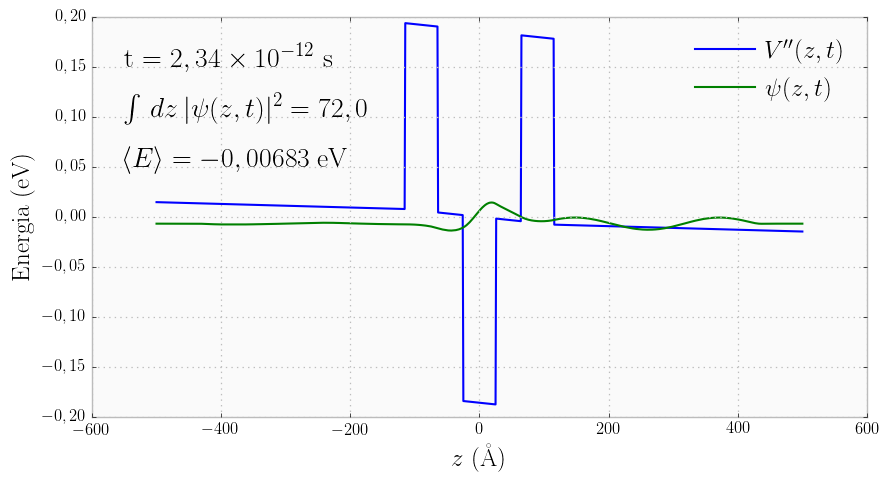 0,20
0,15
0,10
0,05
0,00
−0,05
−0,10
−0,15
−0,20
Energia (eV)
t = 2,34 × 10⁻¹² s
∫ dz |ψ(z, t)|² = 72,0
⟨E⟩ = −0,00683 eV
V′′(z, t)
ψ(z, t)
−600 −400 −200 0 200 400 600
z (Å)